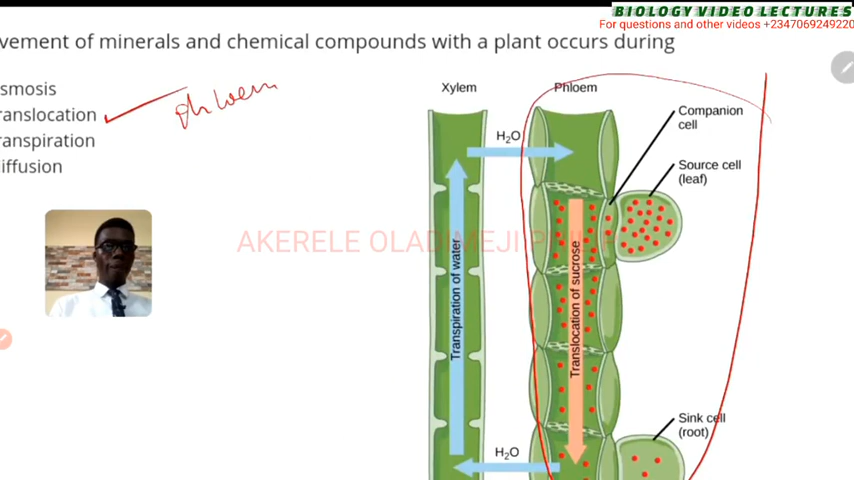 BIOLOGY VIDEO LECTURES
For questions and other videos +2347069249220
vement of minerals and chemical compounds with a plant occurs during
smosis
ranslocation
phloem
ranspiration
iffusion
Xylem
Phloem
H2O
Companion
cell
Source cell
(leaf)
AKERELE OLADIMEJI PHILIP
Transpiration of water
Translocation of sucrose
Sink cell
(root)
H2O